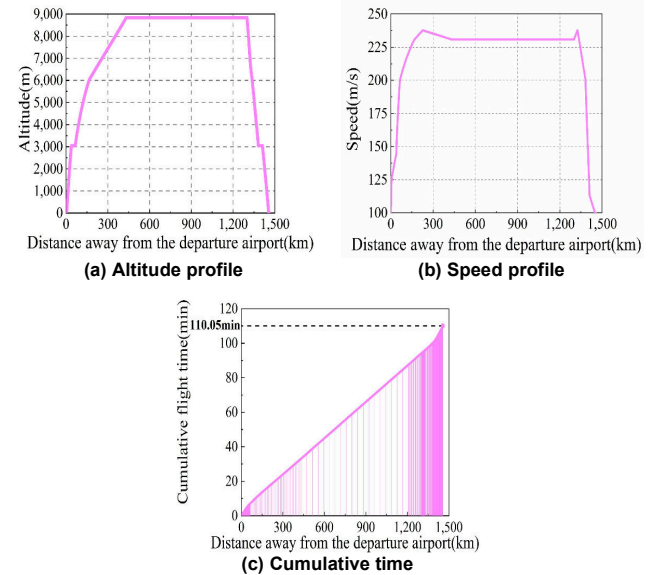 9,000
8,000
7,000
6,000
5,000
4,000
3,000
2,000
1,000
0
Altitude(m)
0 300 600 900 1,200 1,500
Distance away from the departure airport(km)
(a) Altitude profile
250
225
200
175
150
125
100
Speed(m/s)
0 300 600 900 1,200 1,500
Distance away from the departure airport(km)
(b) Speed profile
120
110.05min
100
80
60
40
20
0
Cumulative flight time(min)
0 300 600 900 1,200 1,500
Distance away from the departure airport(km)
(c) Cumulative time